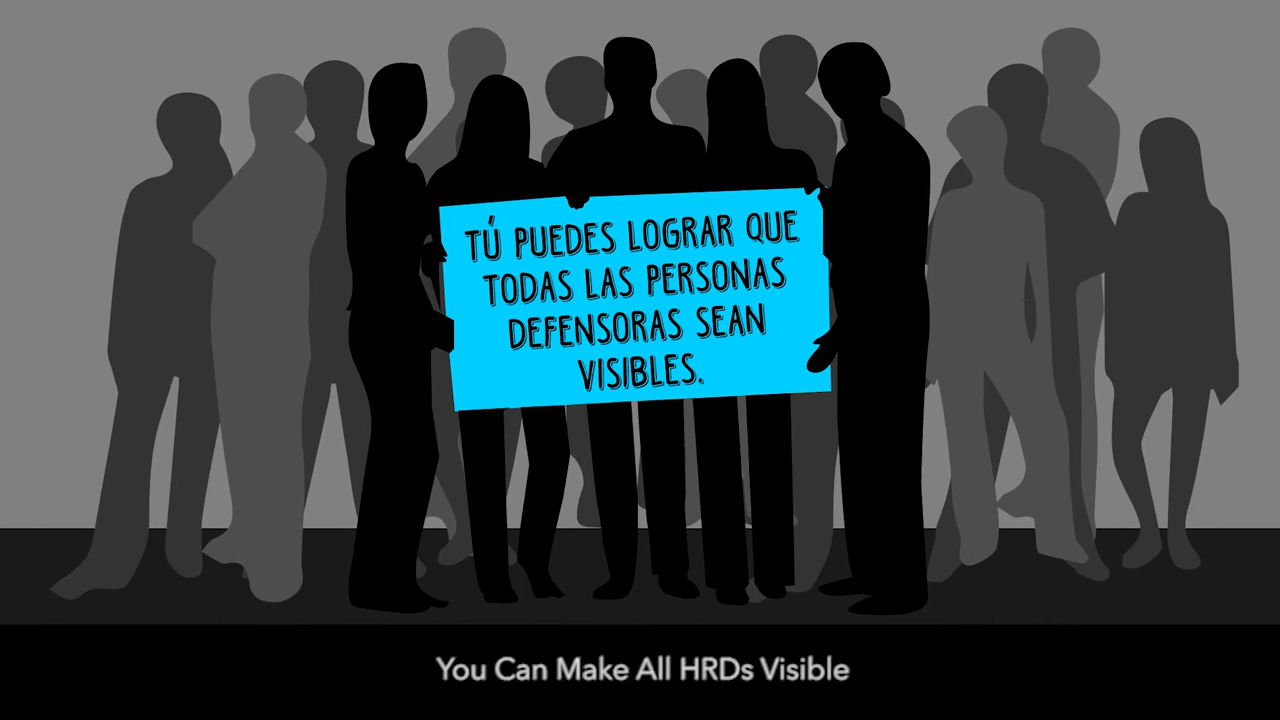 TÚ PUEDES LOGRAR QUE
TODAS LAS PERSONAS
DEFENSORAS SEAN
VISIBLES.
You Can Make All HRDs Visible